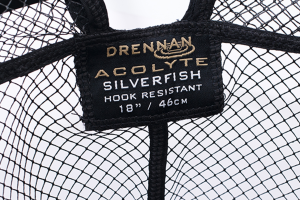 DRENNAN
ACOLYTE
SILVERFISH
HOOK RESISTANT
18" / 46CM